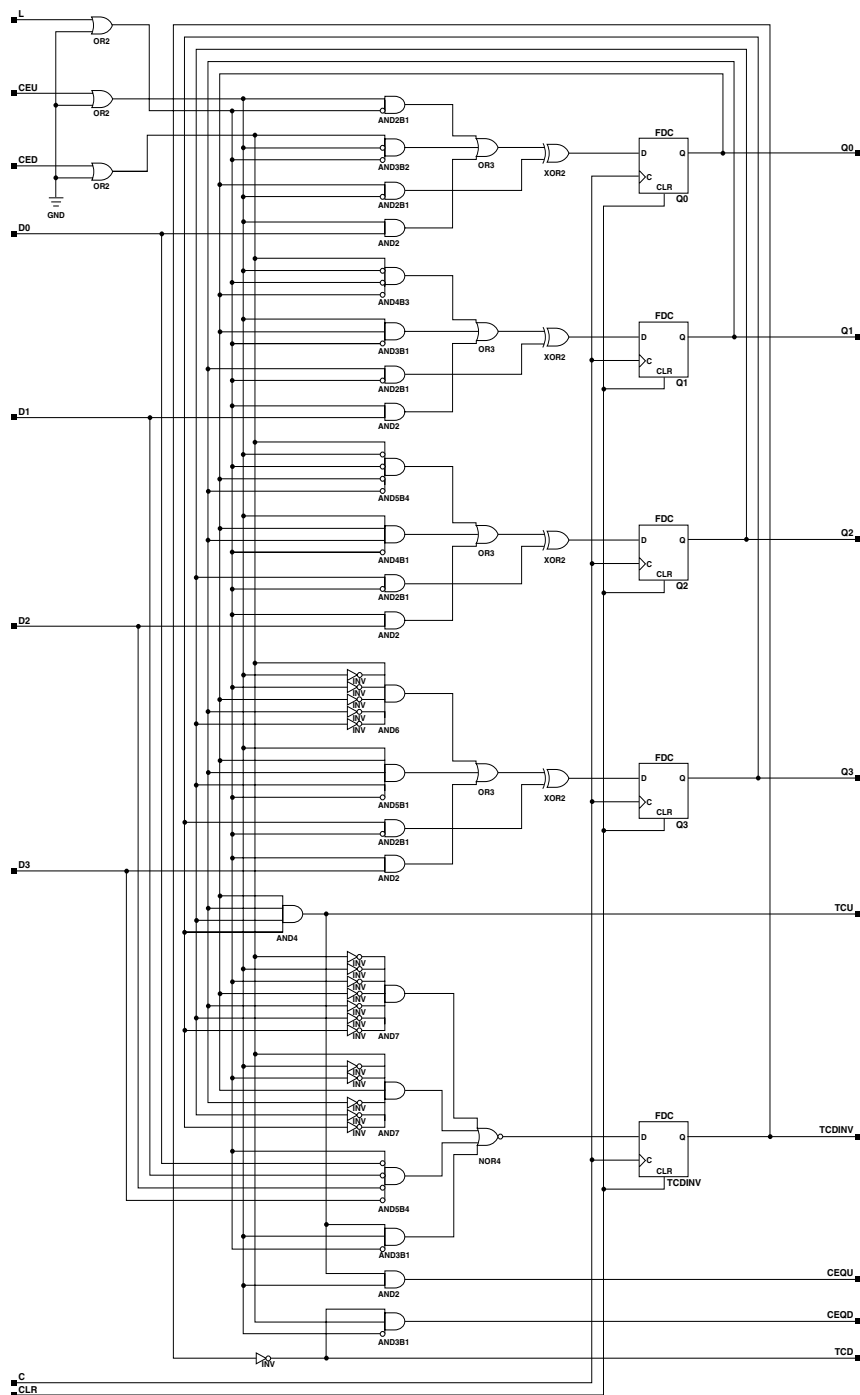 L
OR2
CEU
OR2
AND2B1
FDC
D
Q
Q0
CED
OR2
AND3B2
OR3
XOR2
C
CLR
Q0
GND
AND2B1
D0
AND2
AND4B3
FDC
D
Q
Q1
AND3B1
OR3
XOR2
C
CLR
Q1
AND2B1
D1
AND2
AND5B4
FDC
D
Q
Q2
AND4B1
OR3
XOR2
C
CLR
Q2
AND2B1
D2
AND2
INV
INV
INV
INV
INV
AND6
FDC
D
Q
Q3
AND5B1
OR3
XOR2
C
CLR
Q3
AND2B1
D3
AND2
TCU
AND4
INV
INV
INV
INV
INV
INV
INV
AND7
INV
INV
INV
INV
INV
AND7
FDC
D
Q
TCDINV
NOR4
C
CLR
TCDINV
AND5B4
AND3B1
CEQU
AND2
CEQD
AND3B1
INV
TCD
C
CLR